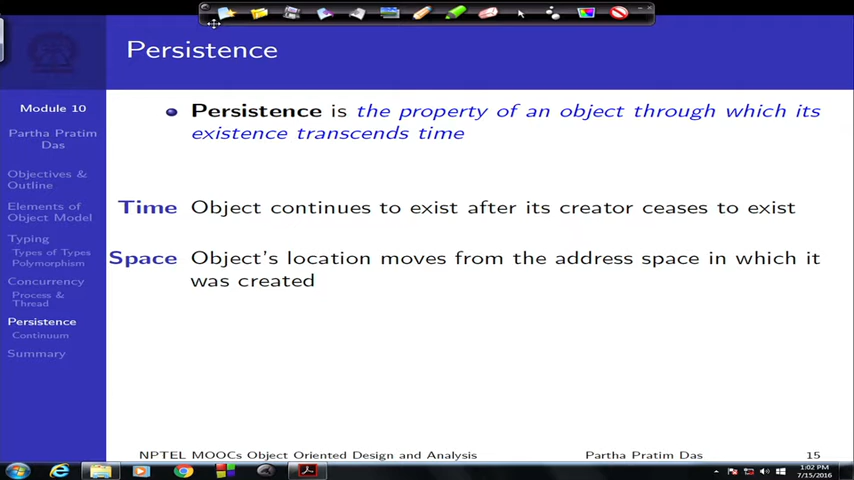 Persistence
Module 10
Partha Pratim
Das
Objectives &
Outline
Elements of
Object Model
Typing
Types of Types
Polymorphism
Concurrency
Process &
Thread
Persistence
Continuum
Summary
Persistence is the property of an object through which its
existence transcends time
Time Object continues to exist after its creator ceases to exist
Space Object's location moves from the address space in which it
was created
NPTEL MOOCs Object Oriented Design and Analysis Partha Pratim Das 15
1:02 PM
7/15/2016